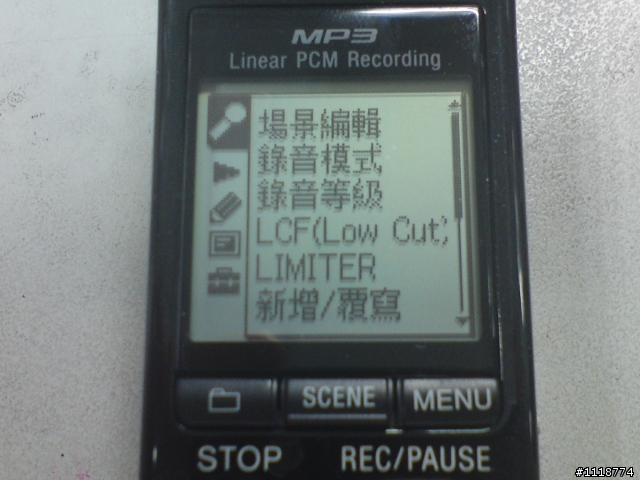 MP3
Linear PCM Recording
場景編輯
錄音模式
錄音等級
LCF(Low Cut)
LIMITER
新增/覆寫
SCENE
MENU
STOP
REC/PAUSE
#1118774